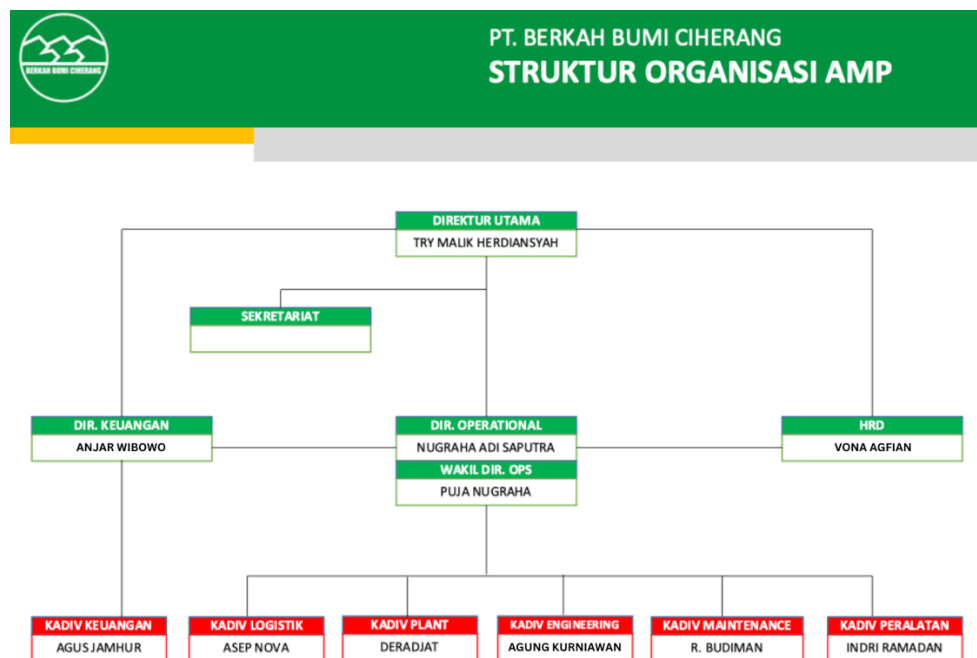 BERKAH BUMI CIHERANG
PT. BERKAH BUMI CIHERANG
STRUKTUR ORGANISASI AMP
DIREKTUR UTAMA
TRY MALIK HERDIANSYAH
SEKRETARIAT
DIR. KEUANGAN
ANJAR WIBOWO
DIR. OPERATIONAL
NUGRAHA ADI SAPUTRA
WAKIL DIR. OPS
PUJA NUGRAHA
HRD
VONA AGFIAN
KADIV KEUANGAN
AGUS JAMHUR
KADIV LOGISTIK
ASEP NOVA
KADIV PLANT
DERADJAT
KADIV ENGINEERING
AGUNG KURNIAWAN
KADIV MAINTENANCE
R. BUDIMAN
KADIV PERALATAN
INDRI RAMADAN